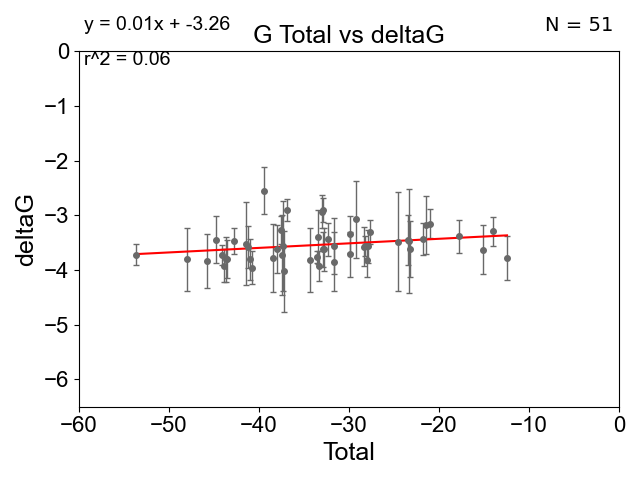 y = 0.01x + -3.26
G Total vs deltaG
N = 51
r^2 = 0.06
0
−1
−2
−3
−4
−5
−6
deltaG
−60
−50
−40
−30
−20
−10
0
Total